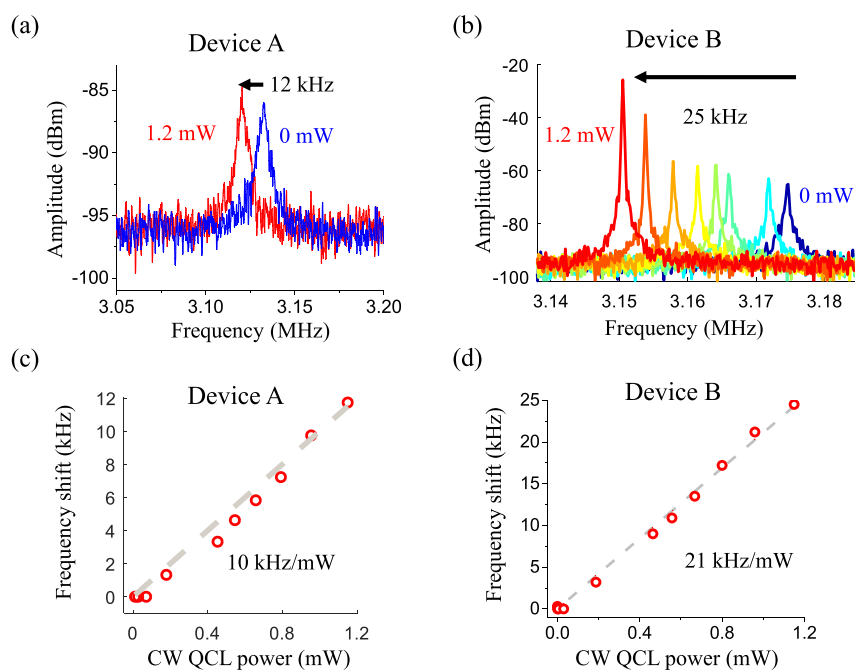 (a)
Device A
Amplitude (dBm)
-85
-90
-95
-100
12 kHz
1.2 mW
0 mW
3.05
3.10
3.15
3.20
Frequency (MHz)
(b)
Device B
Amplitude (dBm)
-20
-40
-60
-80
-100
25 kHz
1.2 mW
0 mW
3.14
3.15
3.16
3.17
3.18
Frequency (MHz)
(c)
Device A
Frequency shift (kHz)
12
10
8
6
4
2
0
10 kHz/mW
0
0.4
0.8
1.2
CW QCL power (mW)
(d)
Device B
Frequency shift (kHz)
25
20
15
10
5
0
21 kHz/mW
0.0
0.4
0.8
1.2
CW QCL power (mW)